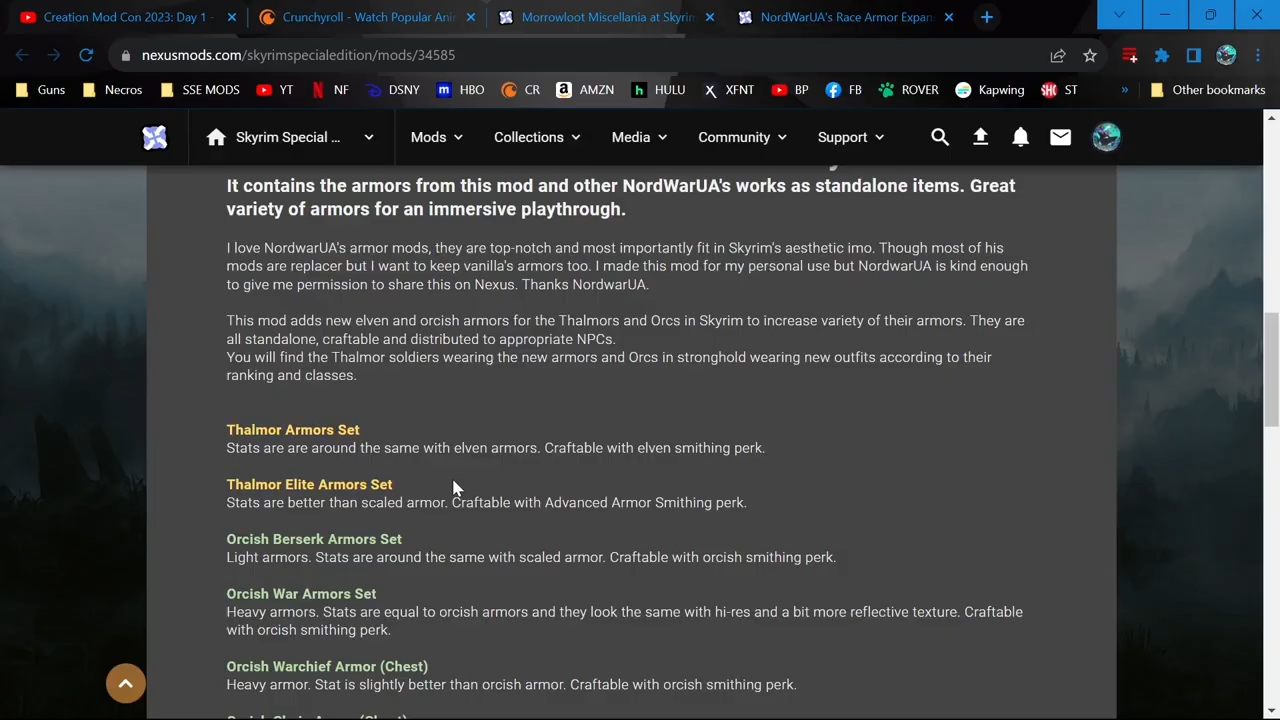 Creation Mod Con 2023: Day 1 -
Crunchyroll - Watch Popular Ani
Morrowloot Miscellania at Skyrim
NordWarUA's Race Armor Expan
nexusmods.com/skyrimspecialedition/mods/34585
Guns
Necros
SSE MODS
YT
NF
DSNY
HBO
CR
AMZN
HULU
XFNT
BP
FB
ROVER
Kapwing
ST
»
Other bookmarks
Skyrim Special ...
Mods
Collections
Media
Community
Support
It contains the armors from this mod and other NordWarUA's works as standalone items. Great
variety of armors for an immersive playthrough.
I love NordwarUA's armor mods, they are top-notch and most importantly fit in Skyrim's aesthetic imo. Though most of his
mods are replacer but I want to keep vanilla's armors too. I made this mod for my personal use but NordwarUA is kind enough
to give me permission to share this on Nexus. Thanks NordwarUA.
This mod adds new elven and orcish armors for the Thalmors and Orcs in Skyrim to increase variety of their armors. They are
all standalone, craftable and distributed to appropriate NPCs.
You will find the Thalmor soldiers wearing the new armors and Orcs in stronghold wearing new outfits according to their
ranking and classes.
Thalmor Armors Set
Stats are are around the same with elven armors. Craftable with elven smithing perk.
Thalmor Elite Armors Set
Stats are better than scaled armor. Craftable with Advanced Armor Smithing perk.
Orcish Berserk Armors Set
Light armors. Stats are around the same with scaled armor. Craftable with orcish smithing perk.
Orcish War Armors Set
Heavy armors. Stats are equal to orcish armors and they look the same with hi-res and a bit more reflective texture. Craftable
with orcish smithing perk.
Orcish Warchief Armor (Chest)
Heavy armor. Stat is slightly better than orcish armor. Craftable with orcish smithing perk.